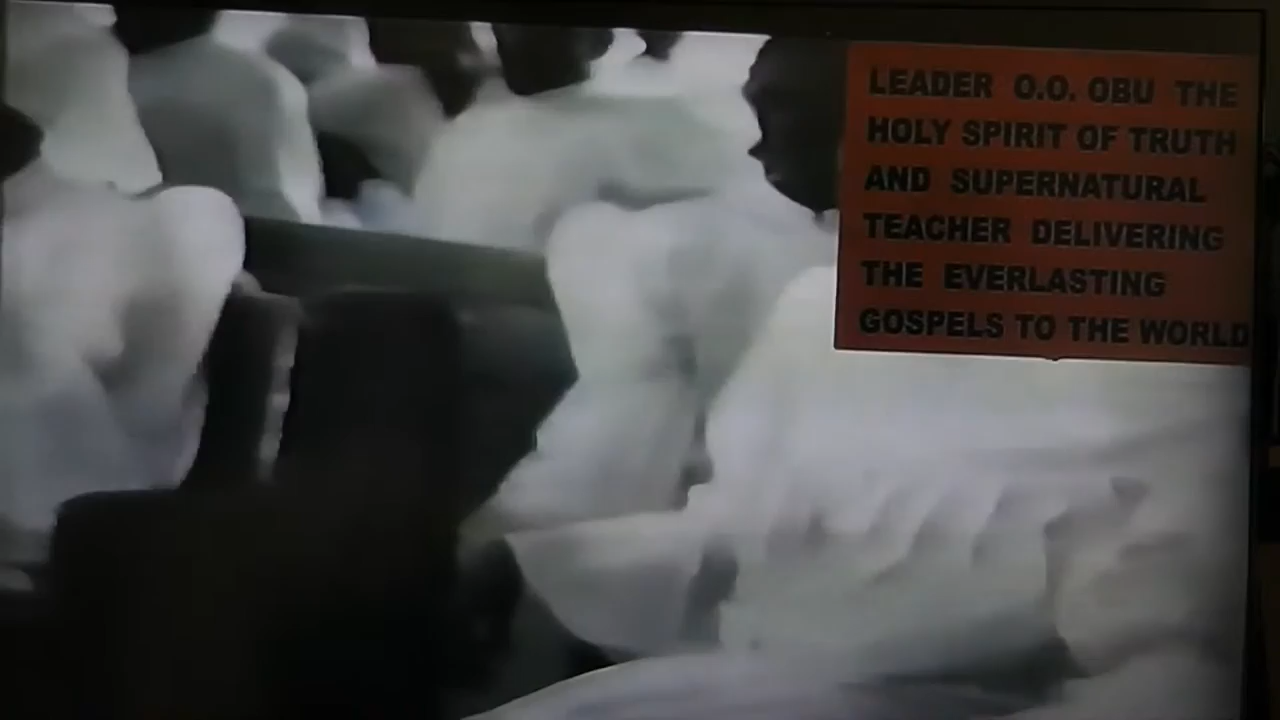 LEADER O.O. OBU THE
HOLY SPIRIT OF TRUTH
AND SUPERNATURAL
TEACHER DELIVERING
THE EVERLASTING
GOSPELS TO THE WORLD